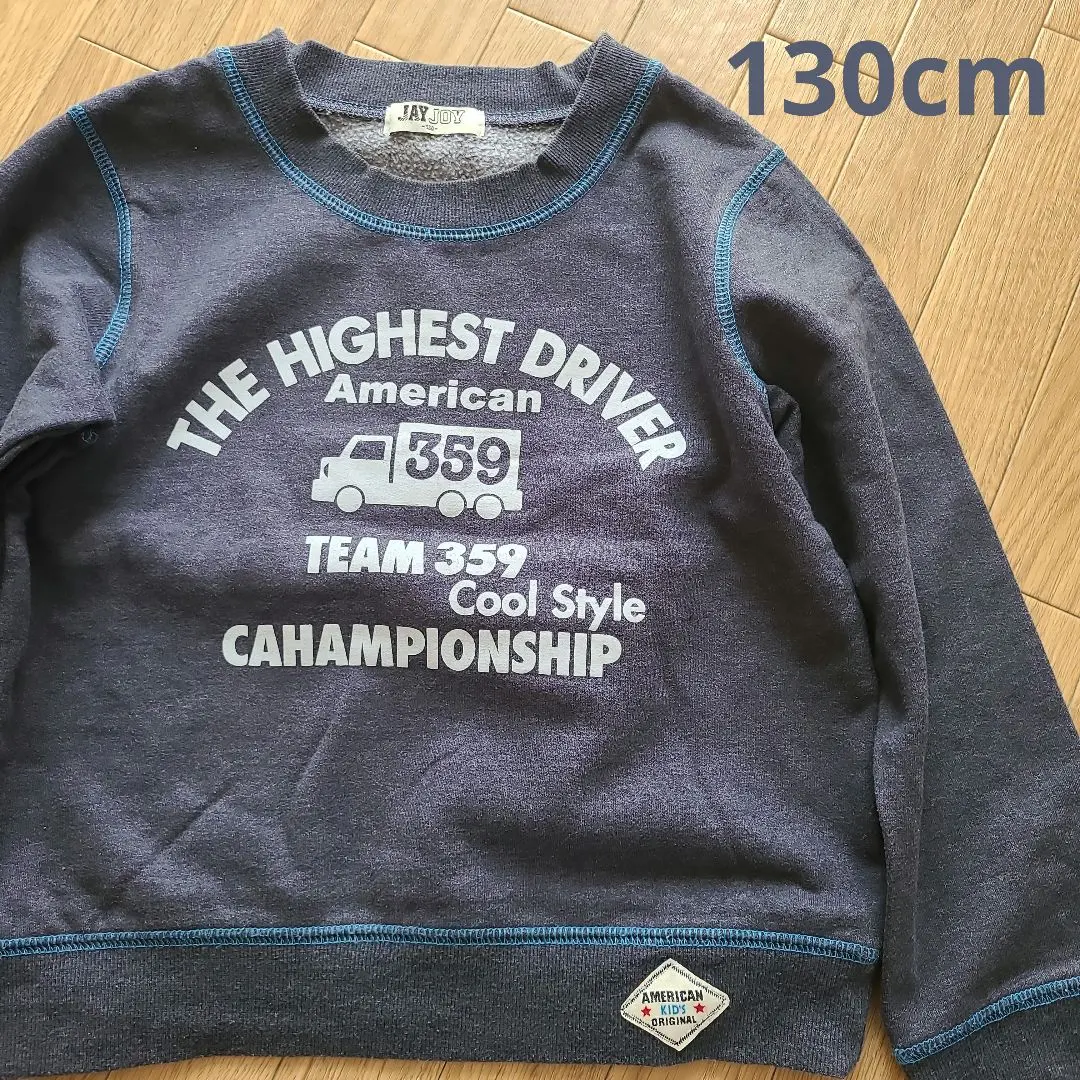 130cm
JAYJOY
THE HIGHEST DRIVER
American
359
TEAM 359
Cool Style
CAHAMPIONSHIP
AMERICAN
KID'S
ORIGINAL